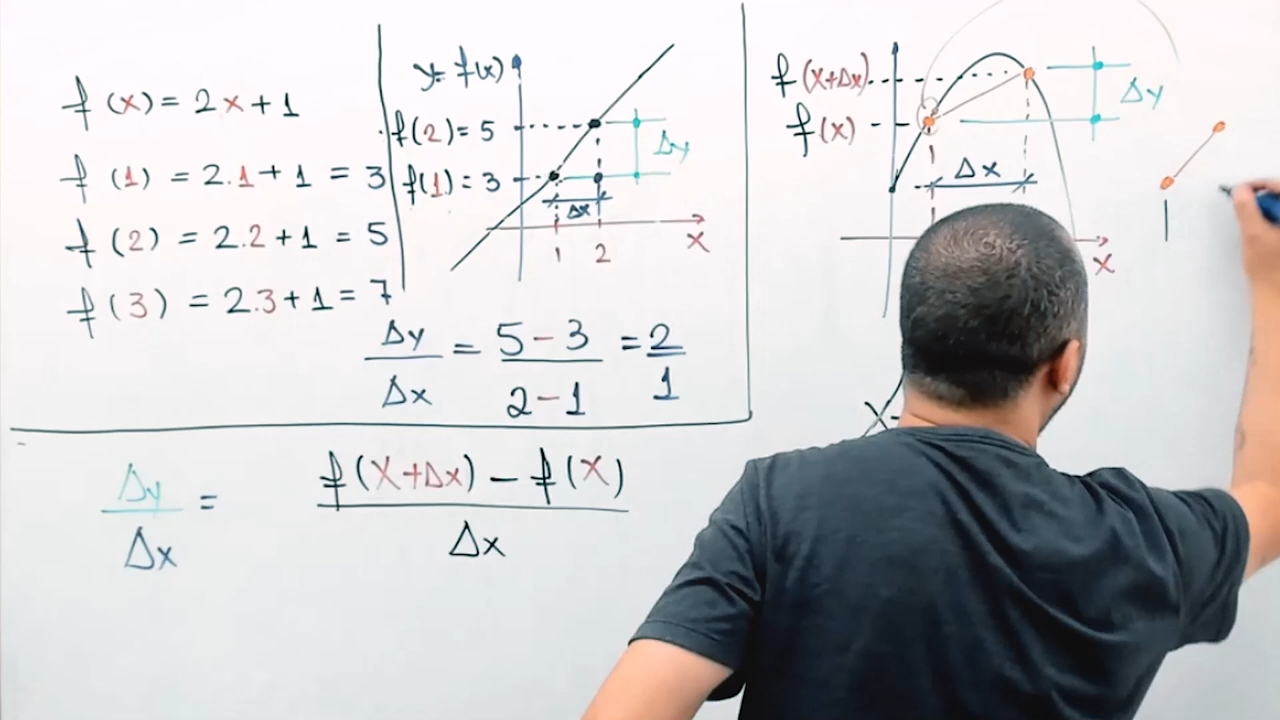 f(x) = 2x+1
f(1) = 2.1+1 = 3
f(2) = 2.2+1 = 5
f(3) = 2.3+1 = 7
y= f(x)
f(2)= 5
f(1)= 3
Δy
Δx
1 2
x
Δy/Δx = 5-3/2-1 = 2/1
Δy/Δx = f(x+Δx) - f(x)/Δx
f(x+Δx)
f(x)
Δy
Δx
x